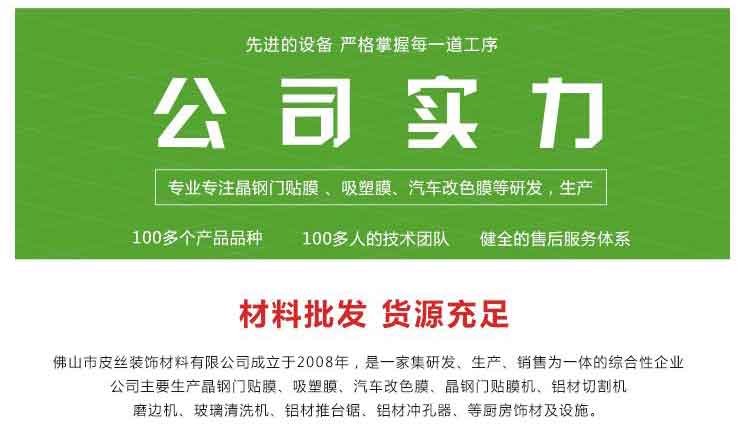 先进的设备 严格掌握每一道工序
公司实力
专业专注晶钢门贴膜 、吸塑膜、汽车改色膜等研发，生产
100多个产品品种 100多人的技术团队 健全的售后服务体系
材料批发 货源充足
佛山市皮丝装饰材料有限公司成立于2008年，是一家集研发、生产、销售为一体的综合性企业
公司主要生产晶钢门贴膜、吸塑膜、汽车改色膜、晶钢门贴膜机、铝材切割机
磨边机、玻璃清洗机、铝材推台锯、铝材冲孔器、等厨房饰材及设施。